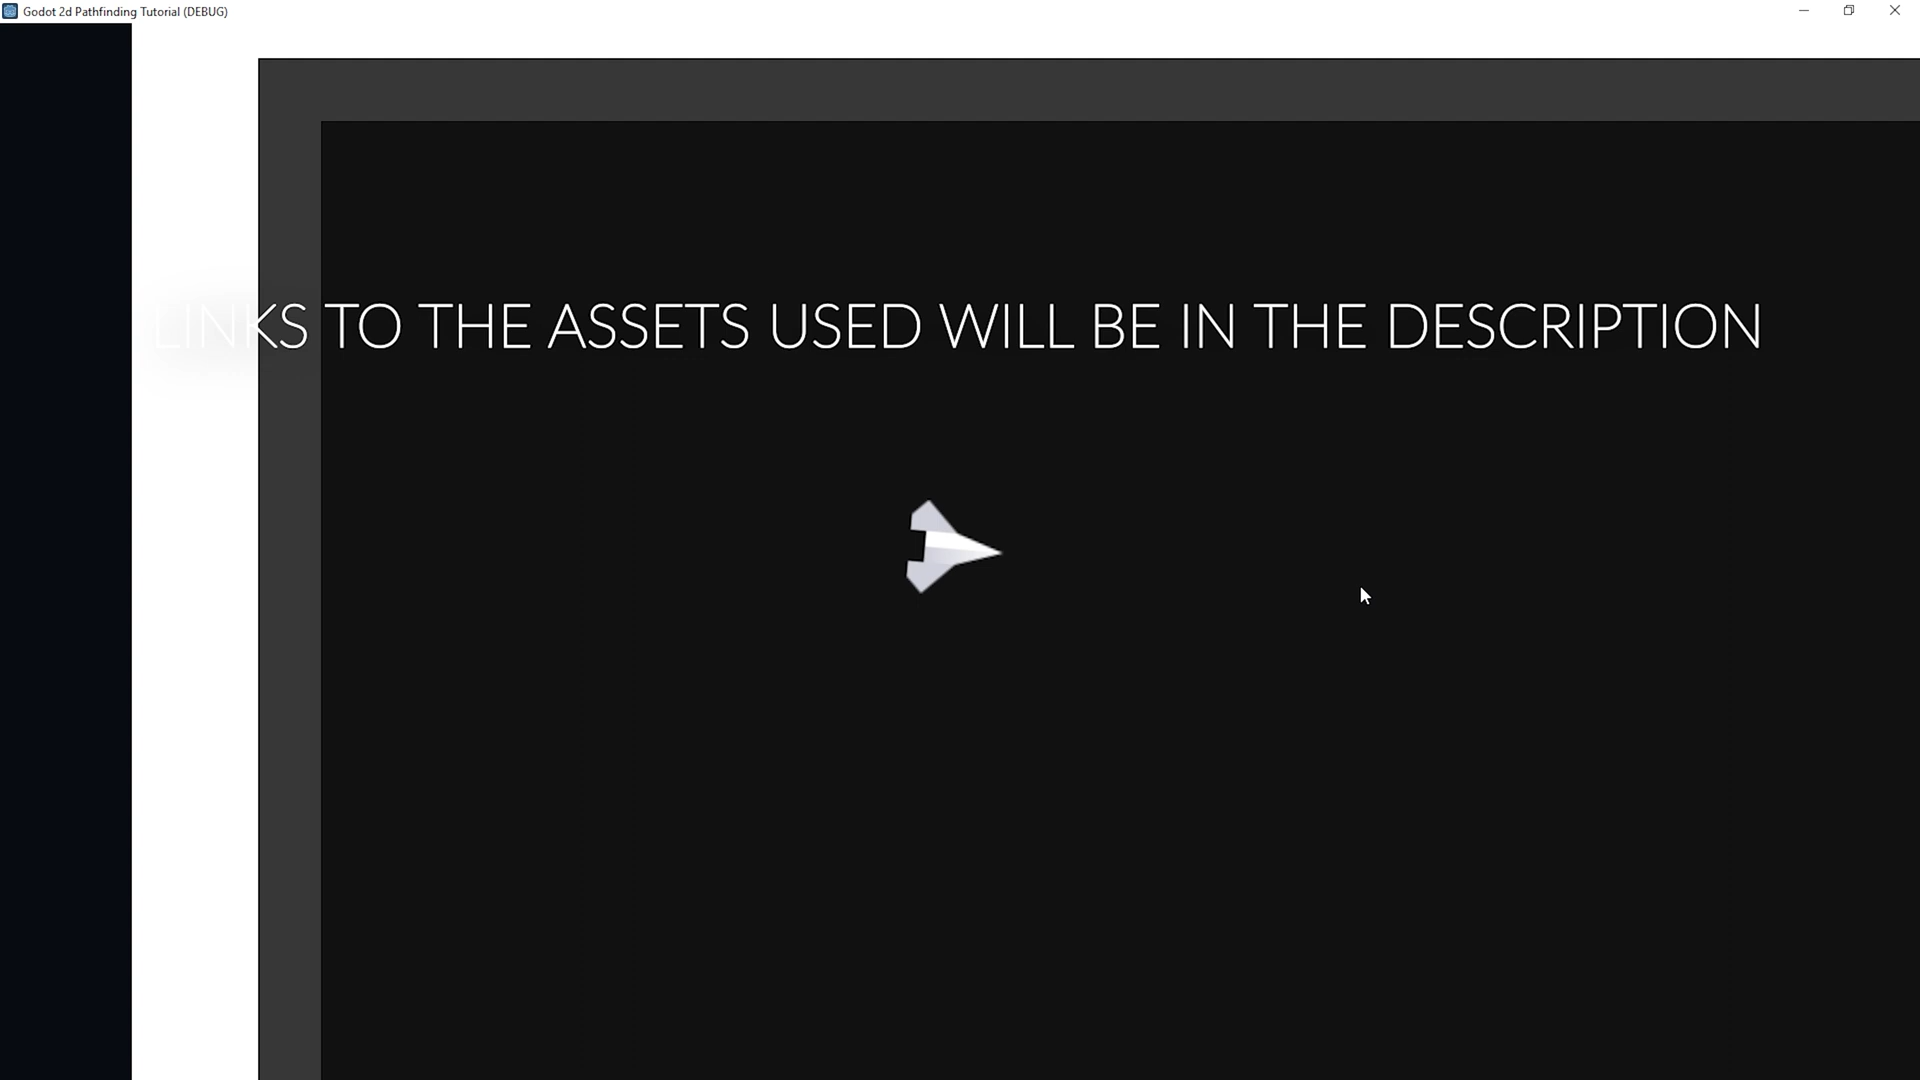 Godot 2d Pathfinding Tutorial (DEBUG)
LINKS TO THE ASSETS USED WILL BE IN THE DESCRIPTION